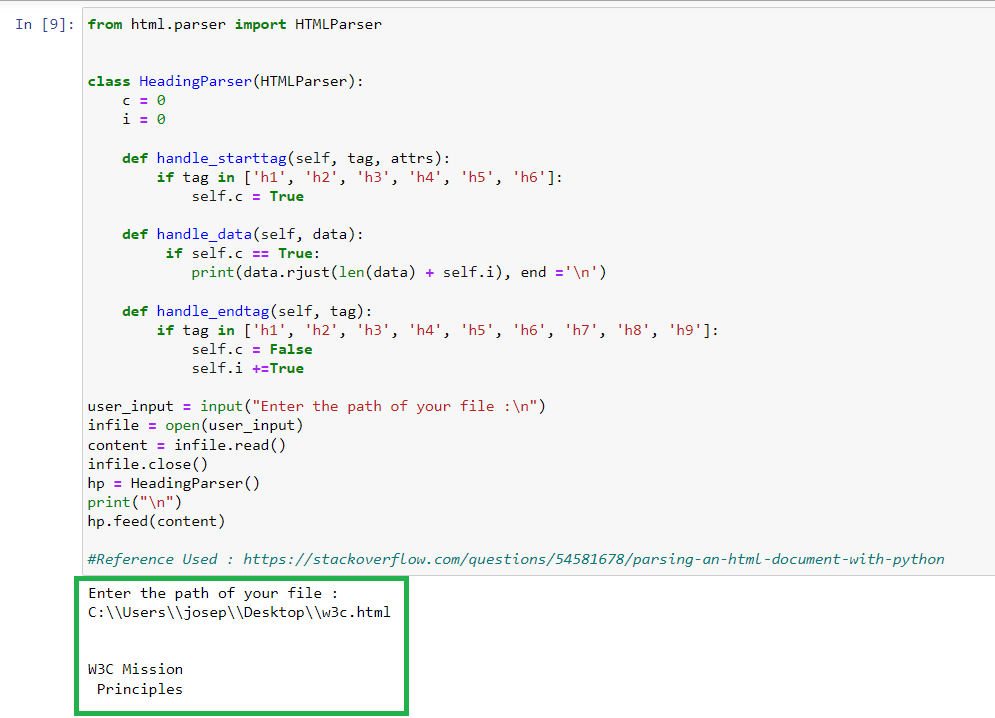 In [9]: from html.parser import HTMLParser
class HeadingParser(HTMLParser):
    c = 0
    i = 0
    def handle_starttag(self, tag, attrs):
        if tag in ['h1', 'h2', 'h3', 'h4', 'h5', 'h6']:
            self.c = True
    def handle_data(self, data):
         if self.c == True:
            print(data.rjust(len(data) + self.i), end ='\n')
    def handle_endtag(self, tag):
        if tag in ['h1', 'h2', 'h3', 'h4', 'h5', 'h6', 'h7', 'h8', 'h9']:
            self.c = False
            self.i +=True
user_input = input("Enter the path of your file :\n")
infile = open(user_input)
content = infile.read()
infile.close()
hp = HeadingParser()
print("\n")
hp.feed(content)
#Reference Used : https://stackoverflow.com/questions/54581678/parsing-an-html-document-with-python
Enter the path of your file :
C:\\Users\\josep\\Desktop\\w3c.html
W3C Mission
 Principles